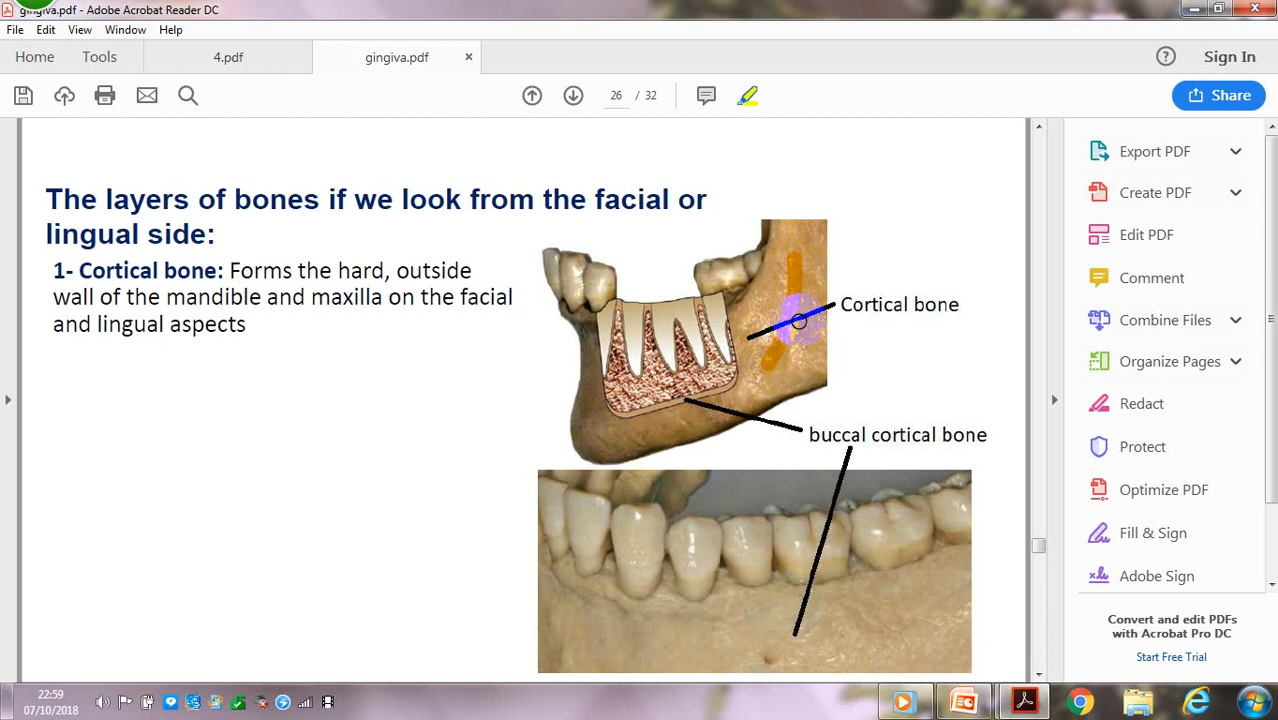 gingiva.pdf - Adobe Acrobat Reader DC
File Edit View Window Help
Home Tools 4.pdf gingiva.pdf × ? Sign In
26 / 32 Share
The layers of bones if we look from the facial or
lingual side:
1- Cortical bone: Forms the hard, outside
wall of the mandible and maxilla on the facial
and lingual aspects
Cortical bone
buccal cortical bone
Export PDF
Create PDF
Edit PDF
Comment
Combine Files
Organize Pages
Redact
Protect
Optimize PDF
Fill & Sign
Adobe Sign
Convert and edit PDFs
with Acrobat Pro DC
Start Free Trial
22:59
07/10/2018